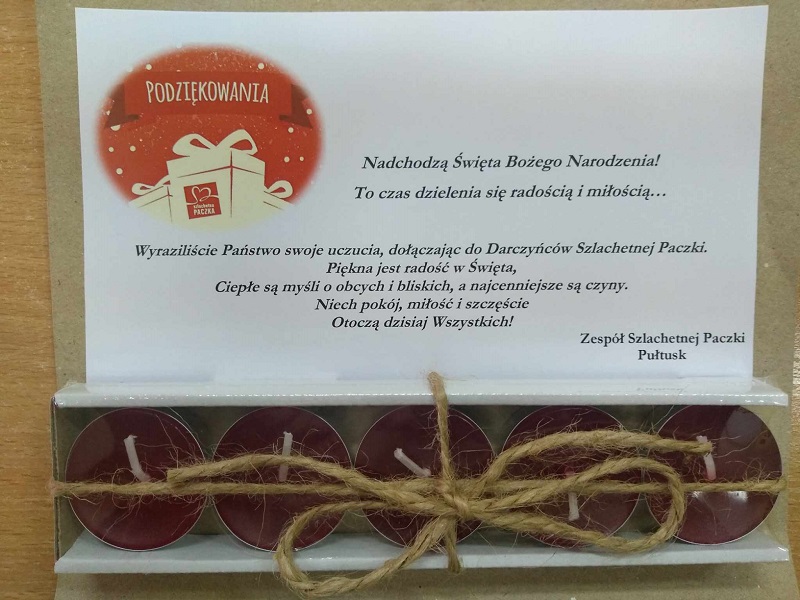 PODZIĘKOWANIA
szlachetna
PACZKA
Nadchodzą Święta Bożego Narodzenia!
To czas dzielenia się radością i miłością...
Wyraziliście Państwo swoje uczucia, dołączając do Darczyńców Szlachetnej Paczki.
Piękna jest radość w Święta,
Ciepłe są myśli o obcych i bliskich, a najcenniejsze są czyny.
Niech pokój, miłość i szczęście
Otoczą dzisiaj Wszystkich!
Zespół Szlachetnej Paczki
Pułtusk